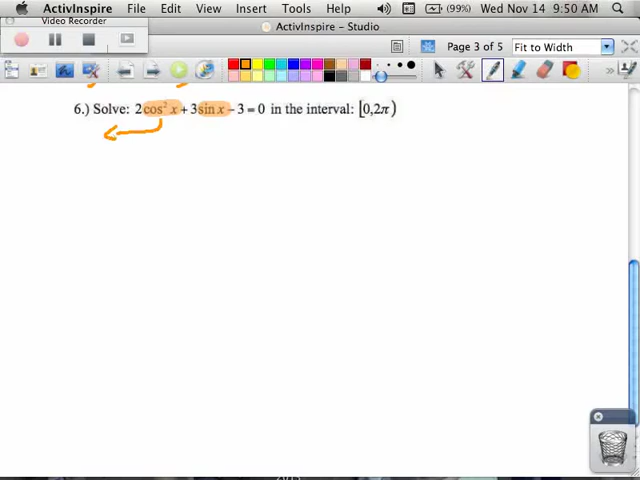 ActivInspire File Edit View Insert Tools Help (99%) Wed Nov 14 9:50 AM
Video Recorder
ActivInspire - Studio
Page 3 of 5 Fit to Width
6.) Solve: 2cos² x + 3sin x − 3 = 0 in the interval: [0,2π)